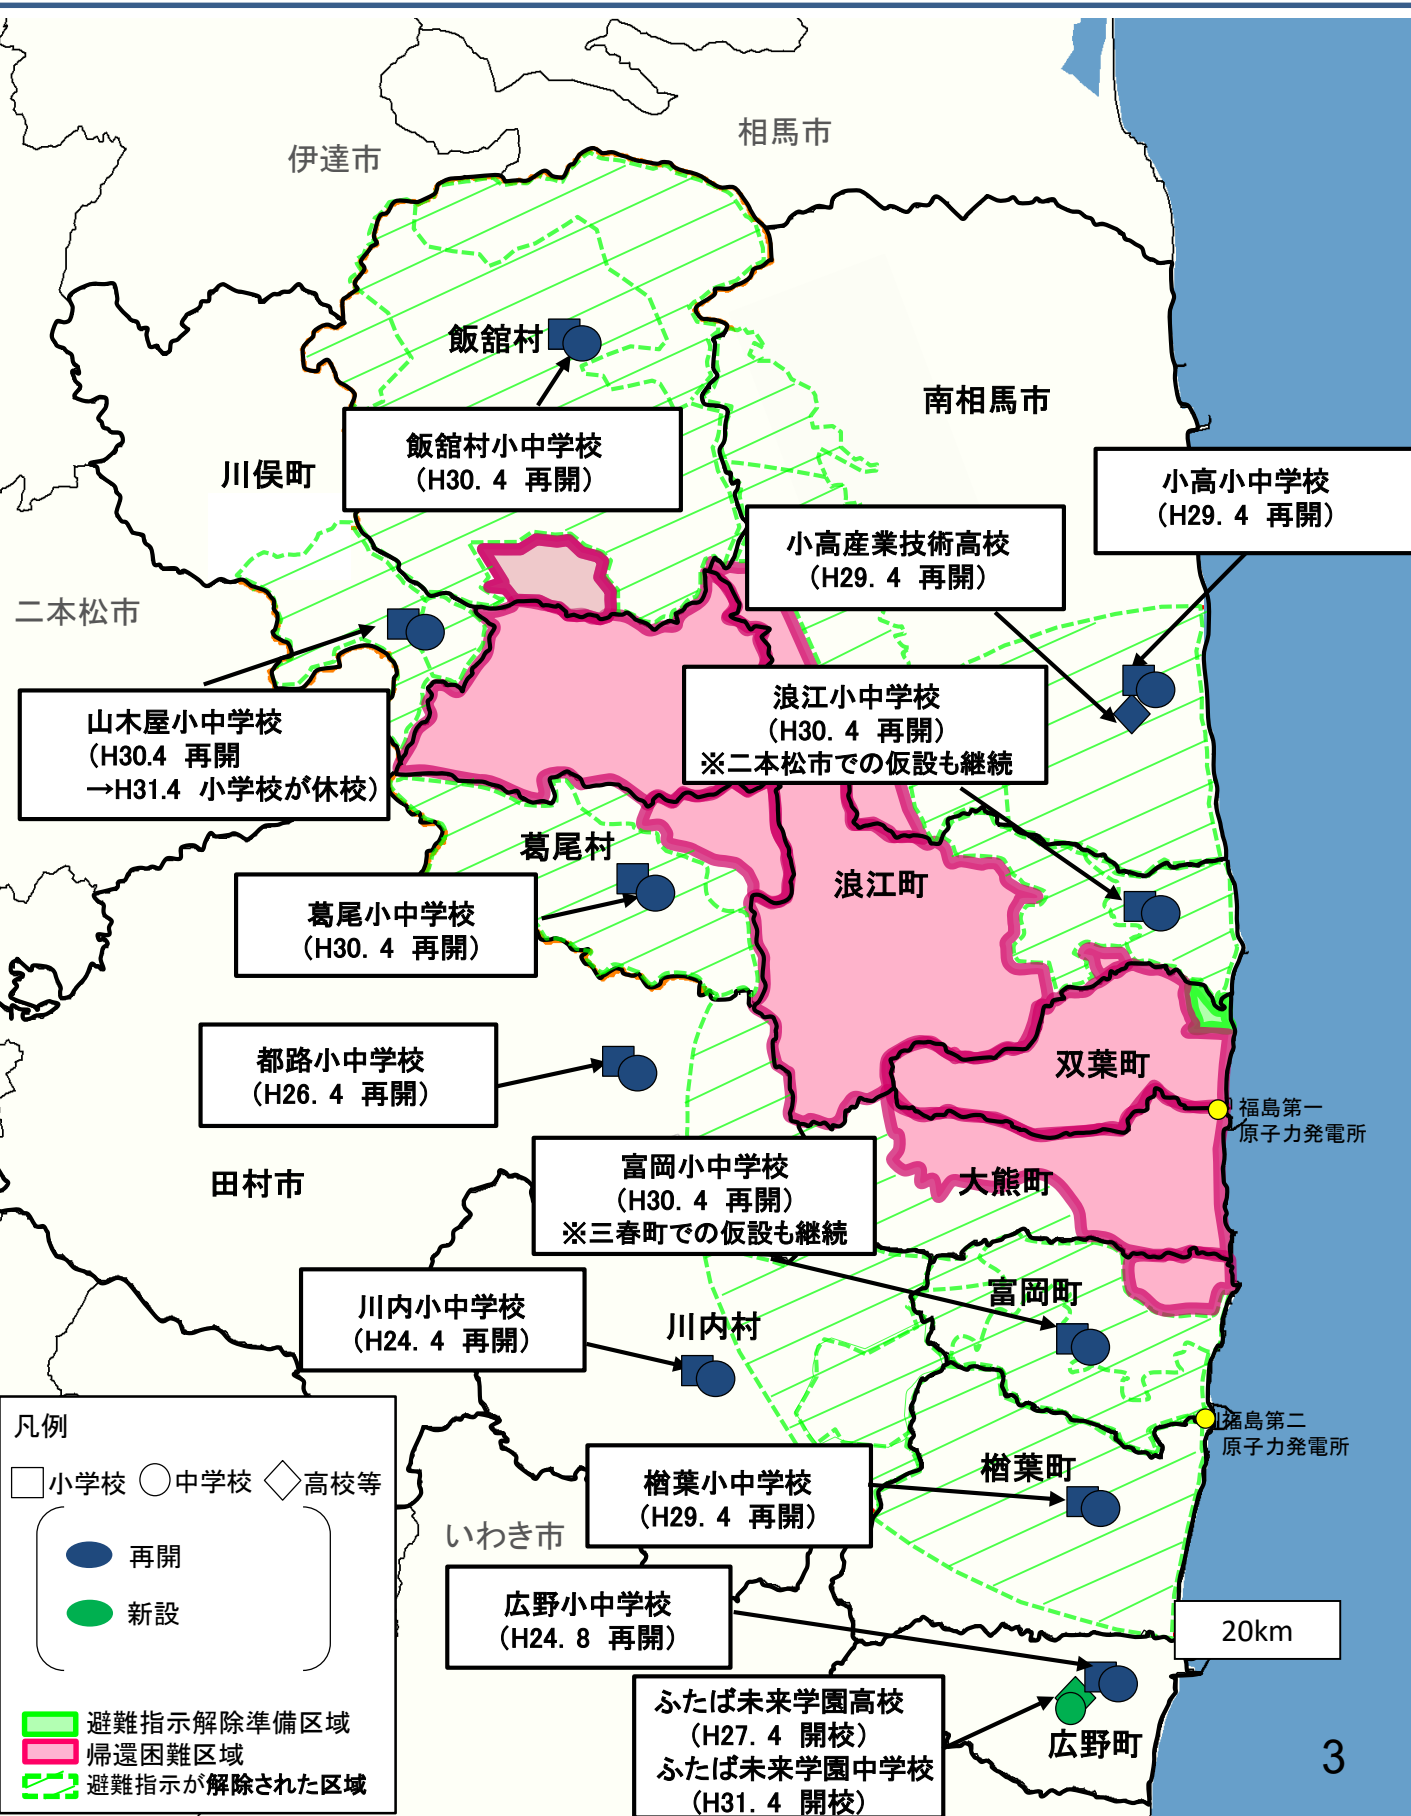 伊達市
相馬市
飯舘村
南相馬市
飯舘村小中学校
（H30. 4 再開）
川俣町
小高小中学校
（H29. 4 再開）
小高産業技術高校
（H29. 4 再開）
二本松市
山木屋小中学校
（H30.4 再開
→H31.4 小学校が休校）
浪江小中学校
（H30. 4 再開）
※二本松市での仮設も継続
葛尾村
浪江町
葛尾小中学校
（H30. 4 再開）
都路小中学校
（H26. 4 再開）
双葉町
福島第一
原子力発電所
田村市
大熊町
富岡小中学校
（H30. 4 再開）
※三春町での仮設も継続
富岡町
川内小中学校
（H24. 4 再開）
川内村
福島第二
原子力発電所
楢葉町
楢葉小中学校
（H29. 4 再開）
いわき市
広野小中学校
（H24. 8 再開）
20km
ふたば未来学園高校
（H27. 4 開校）
ふたば未来学園中学校
（H31. 4 開校）
広野町
凡例
小学校 中学校 高校等
再開
新設
避難指示解除準備区域
帰還困難区域
避難指示が解除された区域
3